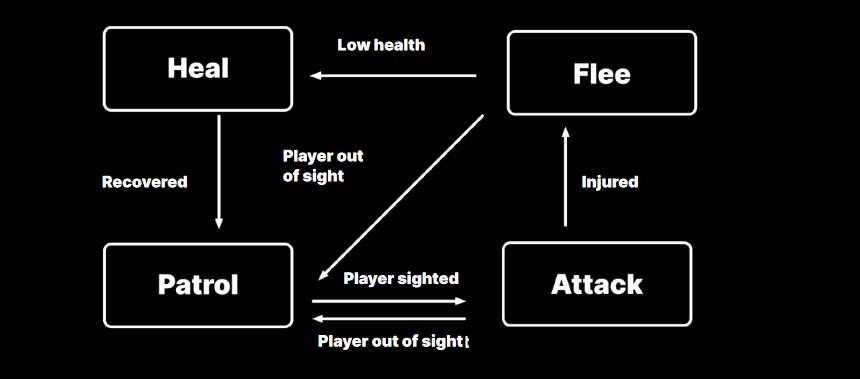 Low health
Heal
Flee
Player out
of sight
Recovered
Injured
Player sighted
Patrol
Attack
Player out of sight